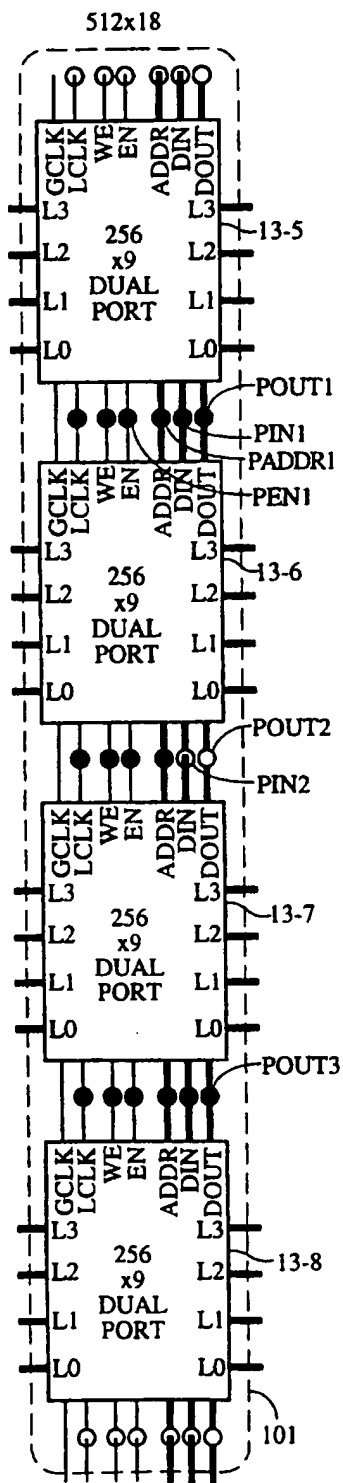 512x18
GCLK LCLK WE EN ADDR DIN DOUT
L3 L3
13-5
256
L2 L2
x9
DUAL
L1 L1
PORT
L0 L0
POUT1
PIN1
PADDR1
PEN1
GCLK LCLK WE EN ADDR DIN DOUT
L3 L3
13-6
256
L2 L2
x9
DUAL
L1 L1
PORT
L0 L0
POUT2
PIN2
GCLK LCLK WE EN ADDR DIN DOUT
L3 L3
13-7
256
L2 L2
x9
DUAL
L1 L1
PORT
L0 L0
POUT3
GCLK LCLK WE EN ADDR DIN DOUT
L3 L3
256
13-8
L2 L2
x9
DUAL
L1 L1
PORT
L0 L0
101